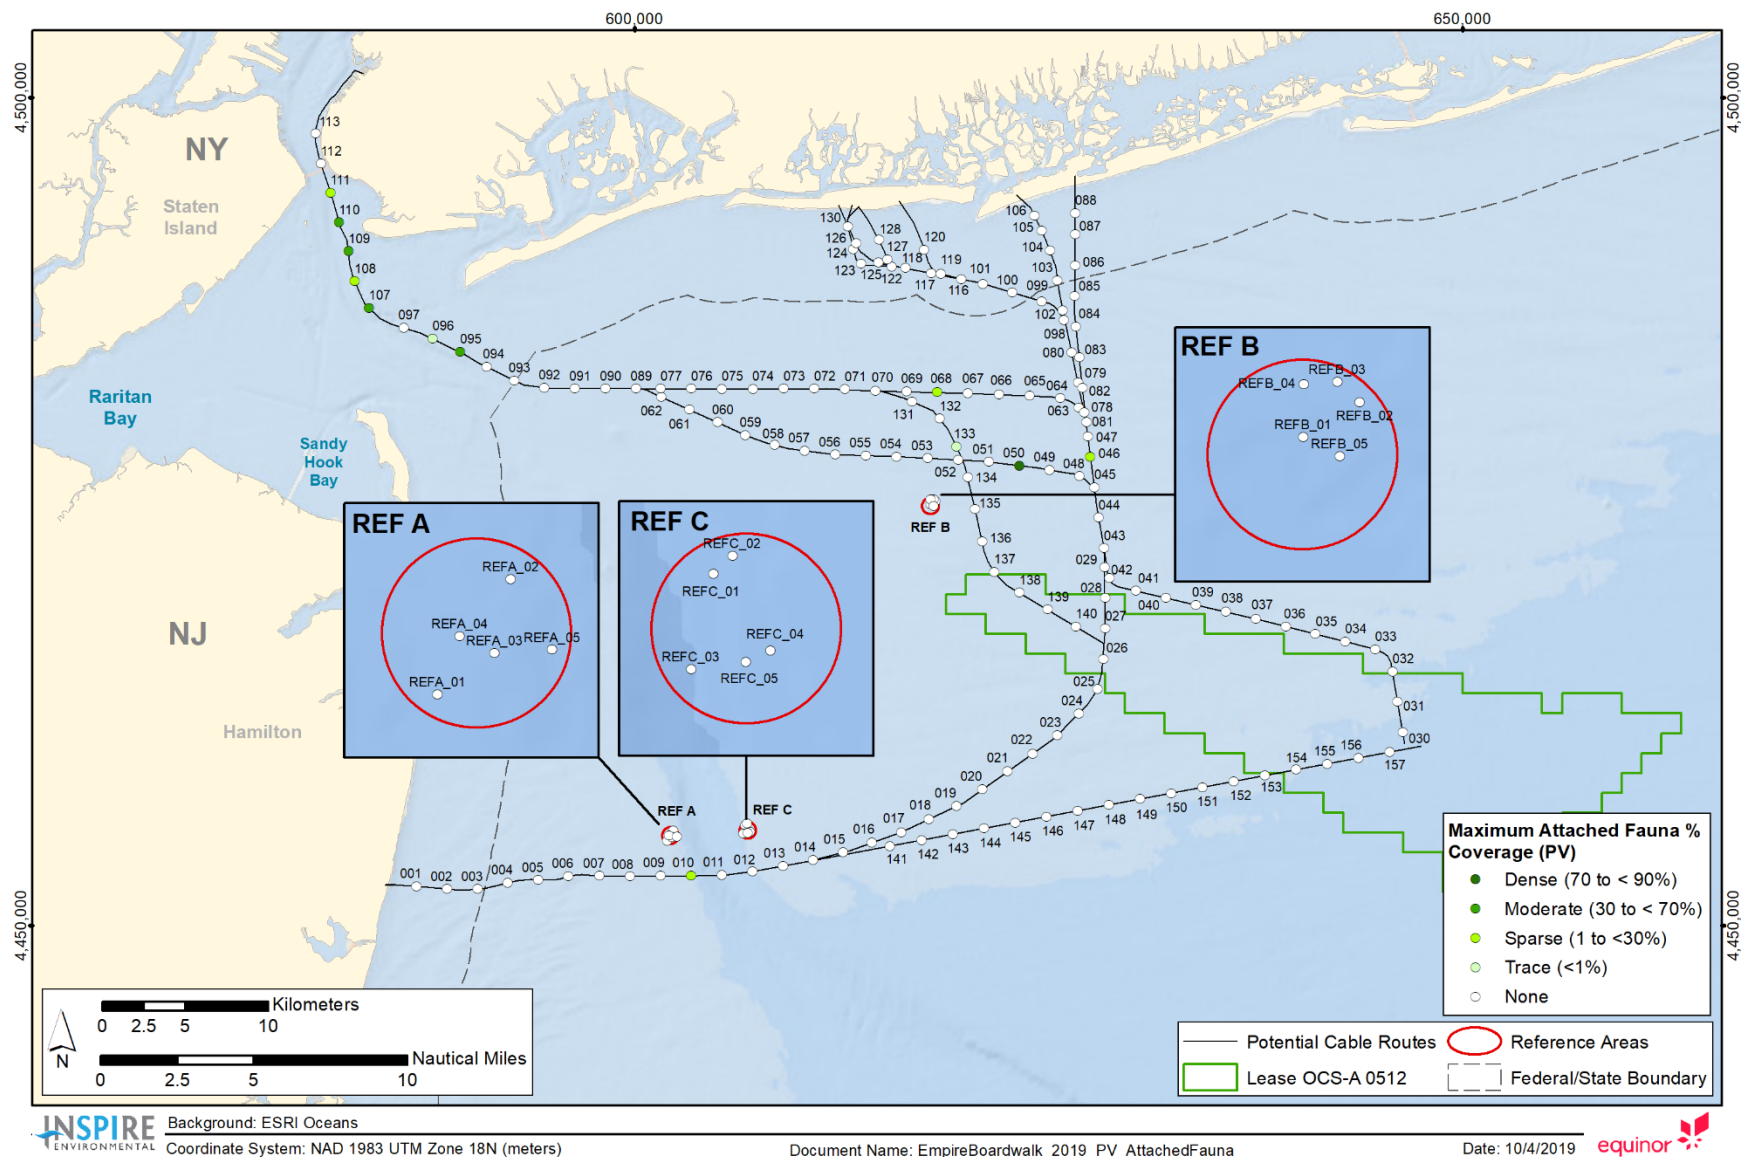 600,000
650,000
4,500,000
4,500,000
4,450,000
4,450,000
NY
Staten
Island
Raritan
Bay
Sandy
Hook
Bay
NJ
Hamilton
113
112
111
110
109
108
107
097
096
095
094
093
092
091
090
089
077
076
075
074
073
072
071
070
069
068
067
066
065
064
063
062
061
060
059
058
057
056
055
054
053
052
051
050
049
048
047
046
045
044
043
042
041
040
039
038
037
036
035
034
033
032
031
030
029
028
027
026
025
024
023
022
021
020
019
018
017
016
015
014
013
012
011
010
009
008
007
006
005
004
003
002
001
130
128
126
127
124
123
125
122
118
120
117
119
116
101
100
099
106
105
104
103
102
098
080
088
087
086
085
084
083
079
082
078
081
131
132
133
134
135
136
137
138
139
140
141
142
143
144
145
146
147
148
149
150
151
152
153
154
155
156
157
REF A
REFA_02
REFA_04
REFA_03
REFA_05
REFA_01
REF C
REFC_02
REFC_01
REFC_04
REFC_03
REFC_05
REF B
REFB_03
REFB_04
REFB_02
REFB_01
REFB_05
REF B
REF A
REF C
Maximum Attached Fauna %
Coverage (PV)
Dense (70 to < 90%)
Moderate (30 to < 70%)
Sparse (1 to <30%)
Trace (<1%)
None
Potential Cable Routes
Reference Areas
Lease OCS-A 0512
Federal/State Boundary
N
Kilometers
0 2.5 5 10
Nautical Miles
0 2.5 5 10
INSPIRE
ENVIRONMENTAL
Background: ESRI Oceans
Coordinate System: NAD 1983 UTM Zone 18N (meters)
Document Name: EmpireBoardwalk_2019_PV_AttachedFauna
Date: 10/4/2019
equinor